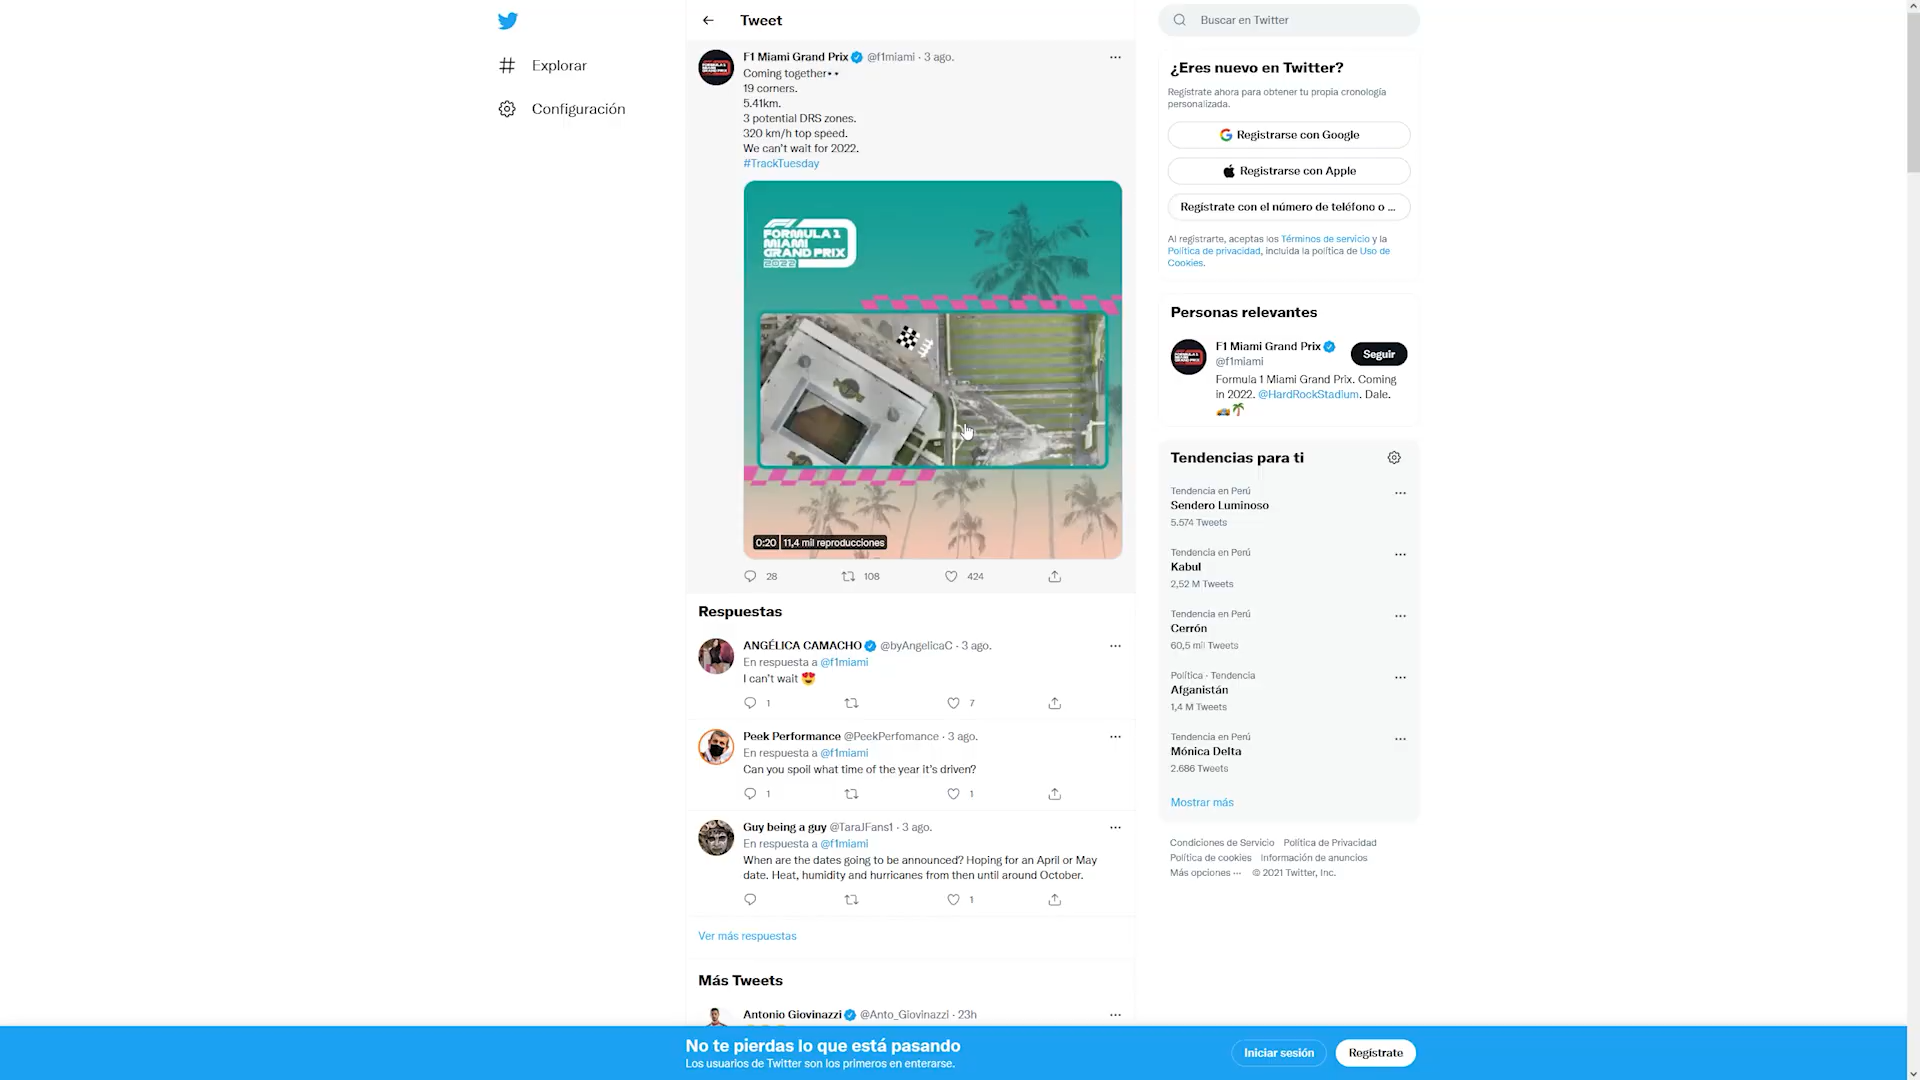 Explorar
Configuración
Tweet
F1 Miami Grand Prix @f1miami · 3 ago.
Coming together
19 corners.
5.41km.
3 potential DRS zones.
320 km/h top speed.
We can't wait for 2022.
#TrackTuesday
FORMULA 1
MIAMI
GRAND PRIX
2022
0:20 11,4 mil reproducciones
28 108 424
Respuestas
ANGÉLICA CAMACHO @byAngelicaC · 3 ago.
En respuesta a @f1miami
I can't wait
1 7
Peek Performance @PeekPerfomance · 3 ago.
En respuesta a @f1miami
Can you spoil what time of the year it's driven?
1 1
Guy being a guy @TaraJFans1 · 3 ago.
En respuesta a @f1miami
When are the dates going to be announced? Hoping for an April or May
date. Heat, humidity and hurricanes from then until around October.
1
Ver más respuestas
Más Tweets
Antonio Giovinazzi @Anto_Giovinazzi · 23h
Buscar en Twitter
¿Eres nuevo en Twitter?
Regístrate ahora para obtener tu propia cronología
personalizada.
Registrarse con Google
Registrarse con Apple
Regístrate con el número de teléfono o ...
Al registrarte, aceptas los Términos de servicio y la
Política de privacidad, incluida la política de Uso de
Cookies.
Personas relevantes
F1 Miami Grand Prix
@f1miami
Seguir
Formula 1 Miami Grand Prix. Coming
in 2022. @HardRockStadium. Dale.
Tendencias para ti
Tendencia en Perú
Sendero Luminoso
5.574 Tweets
Tendencia en Perú
Kabul
2,52 M Tweets
Tendencia en Perú
Cerrón
60,5 mil Tweets
Política · Tendencia
Afganistán
1,4 M Tweets
Tendencia en Perú
Mónica Delta
2.686 Tweets
Mostrar más
Condiciones de Servicio Política de Privacidad
Política de cookies Información de anuncios
Más opciones ··· © 2021 Twitter, Inc.
No te pierdas lo que está pasando
Los usuarios de Twitter son los primeros en enterarse.
Iniciar sesión
Regístrate